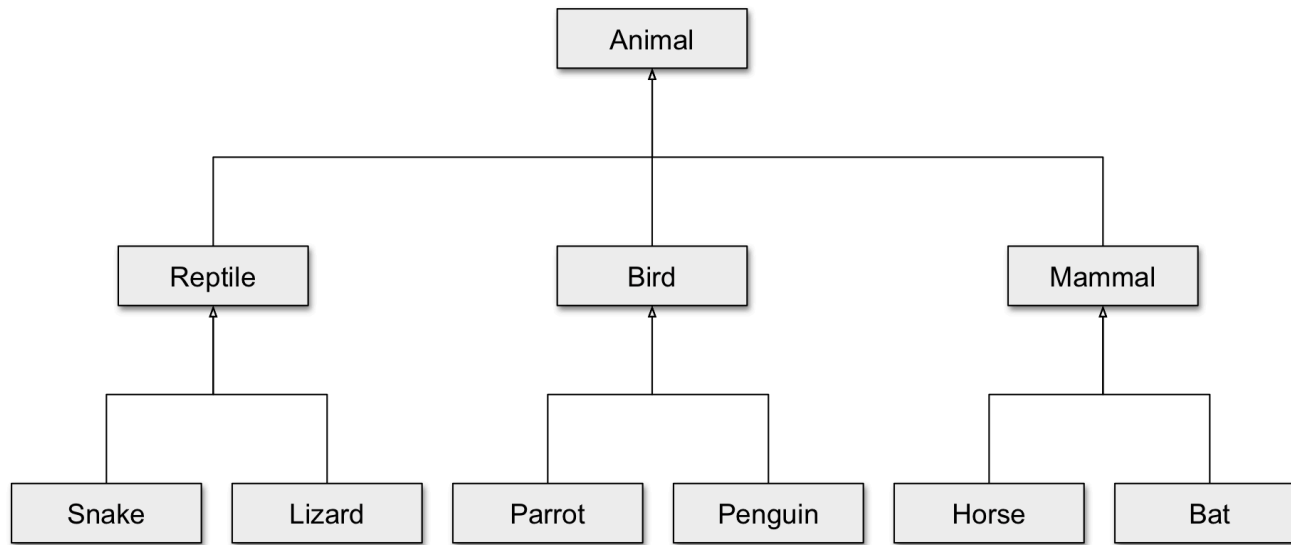 Animal
Reptile
Bird
Mammal
Snake
Lizard
Parrot
Penguin
Horse
Bat